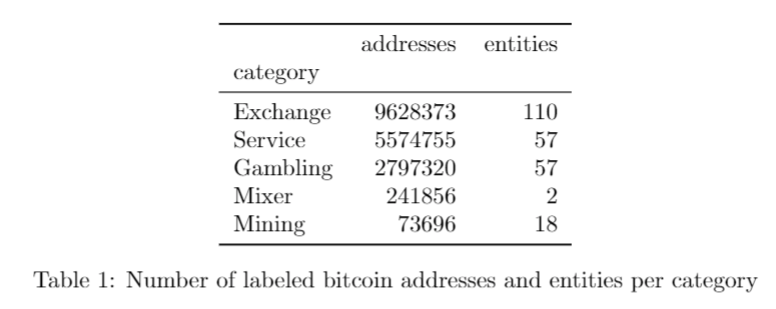 addresses entities
category
Exchange 9628373 110
Service 5574755 57
Gambling 2797320 57
Mixer 241856 2
Mining 73696 18
Table 1: Number of labeled bitcoin addresses and entities per category